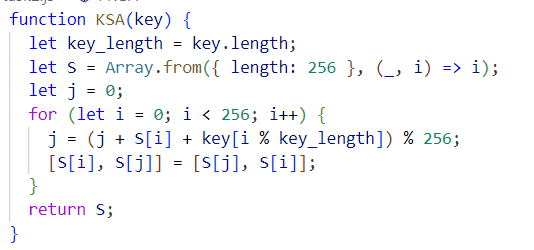 function KSA(key) {
  let key_length = key.length;
  let S = Array.from({ length: 256 }, (_, i) => i);
  let j = 0;
  for (let i = 0; i < 256; i++) {
    j = (j + S[i] + key[i % key_length]) % 256;
    [S[i], S[j]] = [S[j], S[i]];
  }
  return S;
}